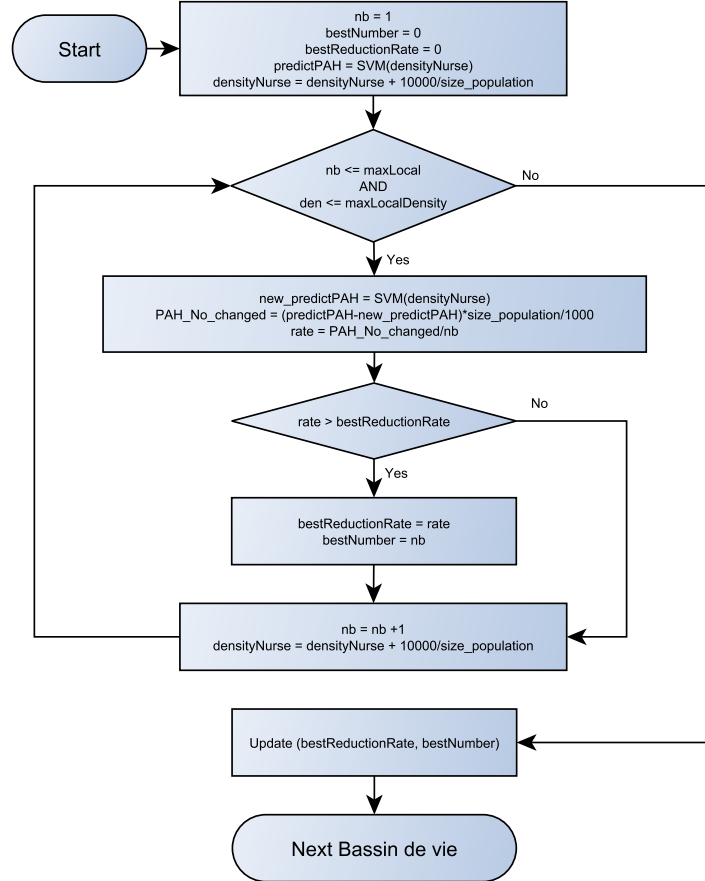 Start
nb = 1
bestNumber = 0
bestReductionRate = 0
predictPAH = SVM(densityNurse)
densityNurse = densityNurse + 10000/size_population
nb <= maxLocal
AND
den <= maxLocalDensity
No
Yes
new_predictPAH = SVM(densityNurse)
PAH_No_changed = (predictPAH-new_predictPAH)*size_population/1000
rate = PAH_No_changed/nb
rate > bestReductionRate
No
Yes
bestReductionRate = rate
bestNumber = nb
nb = nb +1
densityNurse = densityNurse + 10000/size_population
Update (bestReductionRate, bestNumber)
Next Bassin de vie